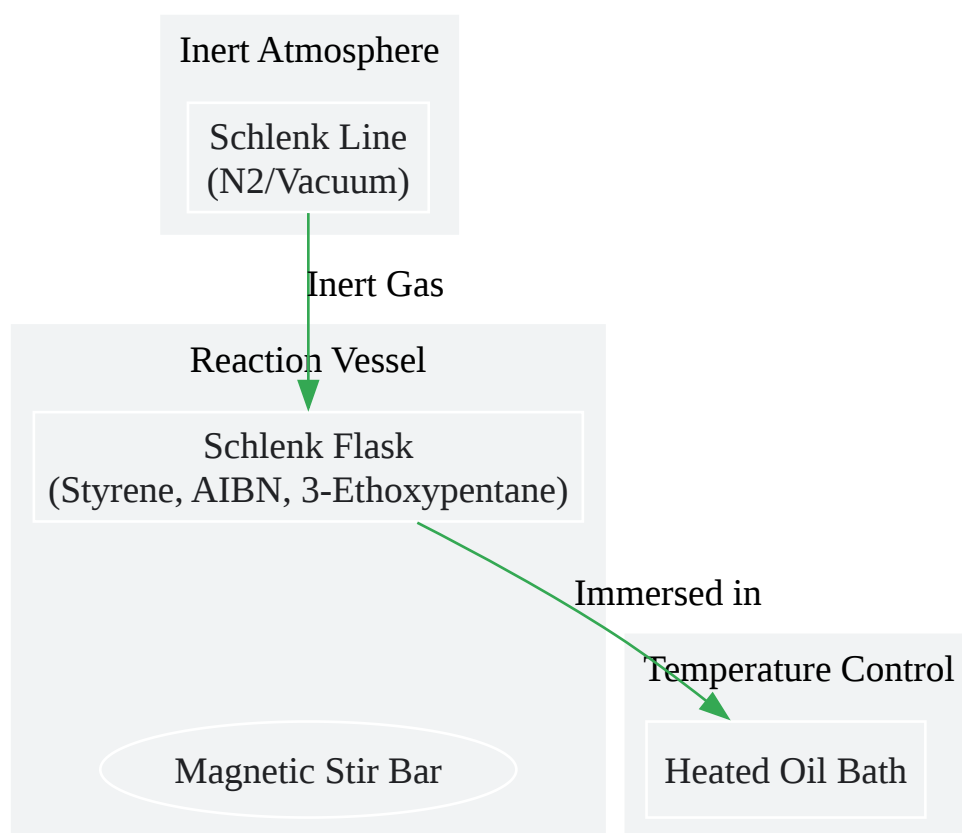 Inert Atmosphere
Schlenk Line
(N2/Vacuum)
Inert Gas
Reaction Vessel
Schlenk Flask
(Styrene, AIBN, 3-Ethoxypentane)
Immersed in
Temperature Control
Magnetic Stir Bar
Heated Oil Bath